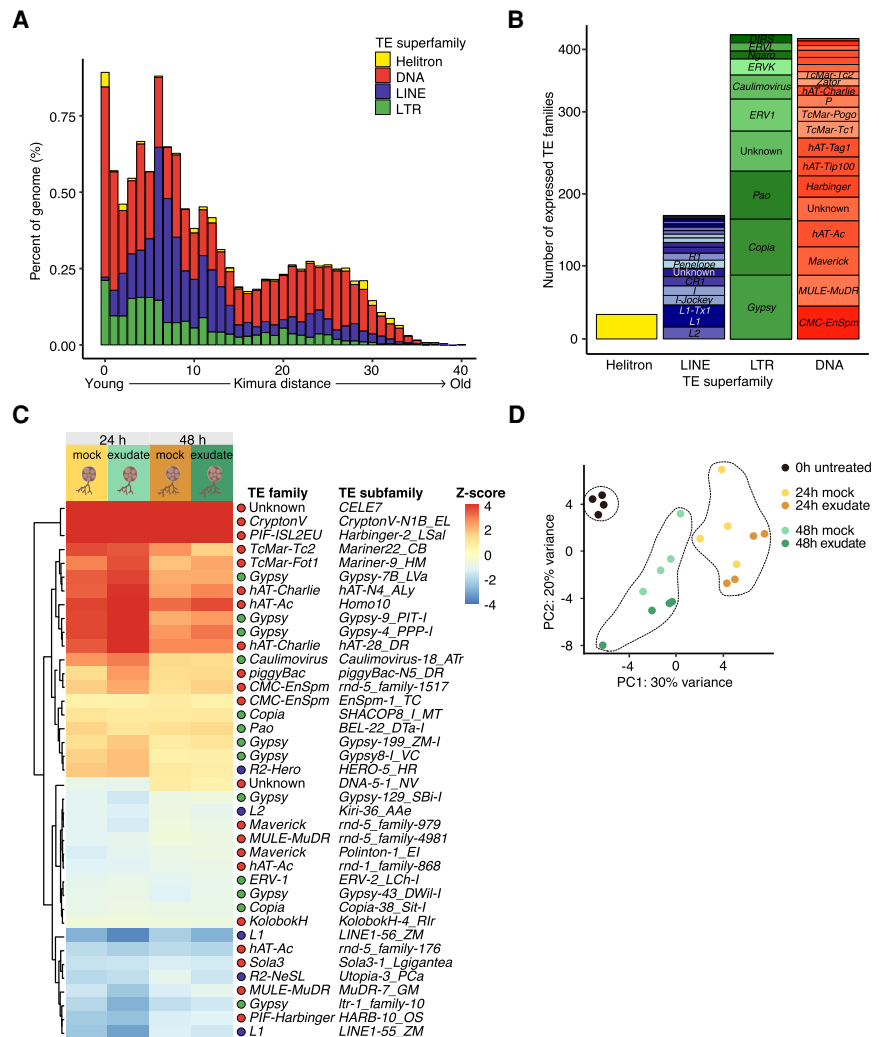 A
TE superfamily
Helitron
DNA
LINE
LTR
Percent of genome (%)
0.75
0.50
0.25
0.00
0 10 20 30 40
Young Kimura distance Old
B
Number of expressed TE families
400
300
200
100
0
L2
L1
L1-Tx1
I-Jockey
I
CR1
Unknown
Penelope
R1
DIRS
ERVL
Ngaro
ERVK
Caulimovirus
ERV1
Unknown
Pao
Copia
Gypsy
TcMar-Tc2
Zator
hAT-Charlie
P
TcMar-Pogo
TcMar-Tc1
hAT-Tag1
hAT-Tip100
Harbinger
Unknown
hAT-Ac
Maverick
MULE-MuDR
CMC-EnSpm
Helitron LINE LTR DNA
TE superfamily
C
24 h 48 h
mock exudate mock exudate
TE family TE subfamily Z-score
Unknown CELE7
CryptonV CryptonV-N1B_EL
PIF-ISL2EU Harbinger-2_LSal
TcMar-Tc2 Mariner22_CB
TcMar-Fot1 Mariner-9_HM
Gypsy Gypsy-7B_LVa
hAT-Charlie hAT-N4_ALy
hAT-Ac Homo10
Gypsy Gypsy-9_PIT-I
Gypsy Gypsy-4_PPP-I
hAT-Charlie hAT-28_DR
Caulimovirus Caulimovirus-18_ATr
piggyBac piggyBac-N5_DR
CMC-EnSpm rnd-5_family-1517
CMC-EnSpm EnSpm-1_TC
Copia SHACOP8_I_MT
Pao BEL-22_DTa-I
Gypsy Gypsy-199_ZM-I
Gypsy Gypsy8-I_VC
R2-Hero HERO-5_HR
Unknown DNA-5-1_NV
Gypsy Gypsy-129_SBi-I
L2 Kiri-36_AAe
Maverick rnd-5_family-979
MULE-MuDR rnd-5_family-4981
Maverick Polinton-1_EI
hAT-Ac rnd-1_family-868
ERV-1 ERV-2_LCh-I
Gypsy Gypsy-43_DWil-I
Copia Copia-38_Sit-I
KolobokH KolobokH-4_RIr
L1 LINE1-56_ZM
hAT-Ac rnd-5_family-176
Sola3 Sola3-1_Lgigantea
R2-NeSL Utopia-3_PCa
MULE-MuDR MuDR-7_GM
Gypsy ltr-1_family-10
PIF-Harbinger HARB-10_OS
L1 LINE1-55_ZM
4
2
0
-2
-4
D
0h untreated
24h mock
24h exudate
48h mock
48h exudate
PC2: 20% variance
4
0
-4
-8
-4 0 4
PC1: 30% variance